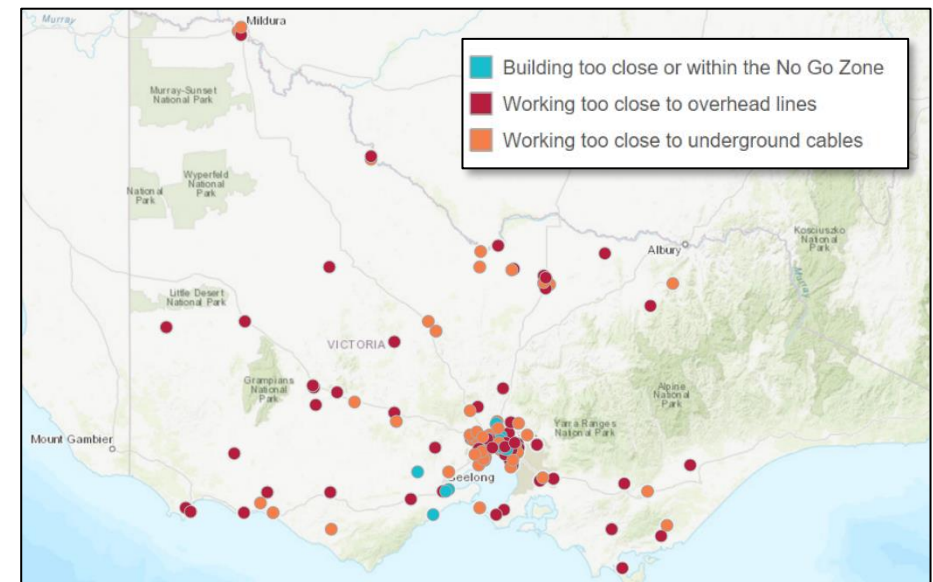 Murray
Mildura
Building too close or within the No Go Zone
Working too close to overhead lines
Working too close to underground cables
Murray-Sunset
National Park
Wyperfeld
National
Park
National
Park
Kosciuszko
National
Park
Albury
Murray
Little Desert
National Park
VICTORIA
Grampians
National
Park
Alpine
National
Park
Yarra Ranges
National Park
Mount Gambier
Geelong